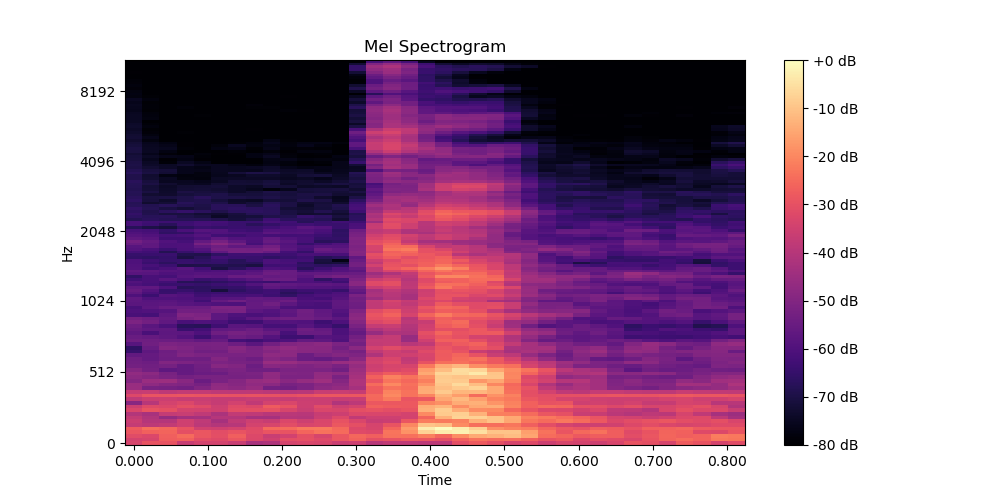 Mel Spectrogram
Hz
8192
4096
2048
1024
512
0
0.000 0.100 0.200 0.300 0.400 0.500 0.600 0.700 0.800
Time
+0 dB
-10 dB
-20 dB
-30 dB
-40 dB
-50 dB
-60 dB
-70 dB
-80 dB